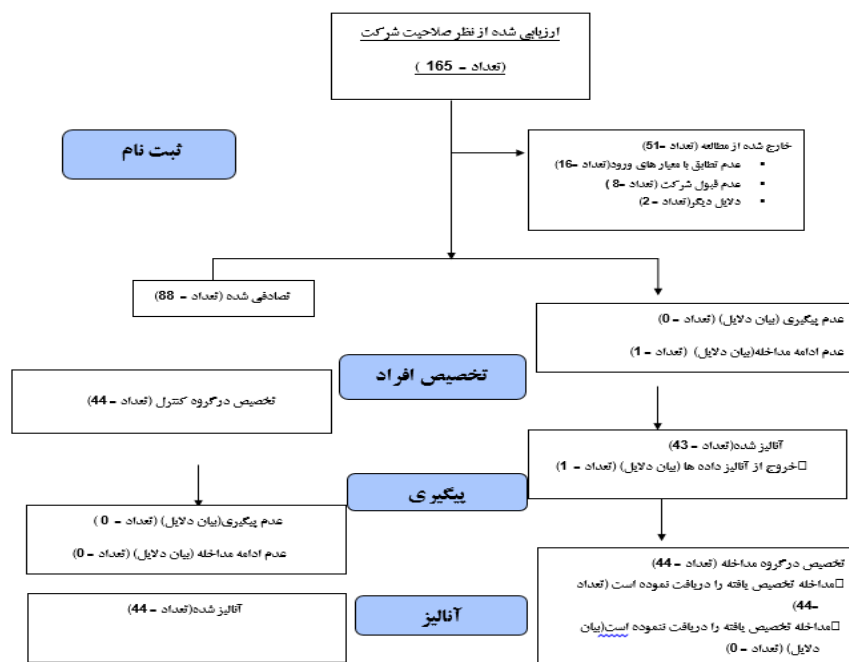 ارزیابی شده از نظر صلاحیت شرکت
(تعداد – 165 )
ثبت نام
خارج شده از مطالعه (تعداد –51)
عدم تطابق با معیار های ورود(تعداد –16)
عدم قبول شرکت (تعداد –8 )
دلایل دیگر(تعداد – 2)
تصادفی شده (تعداد – 88)
عدم پیگیری (بیان دلایل) (تعداد – 0)
عدم ادامه مداخله(بیان دلایل) (تعداد – 1)
تخصیص افراد
تخصیص درگروه کنترل (تعداد – 44)
آنالیز شده(تعداد – 43)
خروج از آنالیز داده ها (بیان دلایل) (تعداد – 1)
پیگیری
عدم پیگیری(بیان دلایل) (تعداد – 0 )
عدم ادامه مداخله (بیان دلایل) (تعداد – 0)
تخصیص درگروه مداخله (تعداد – 44)
مداخله تخصیص یافته را دریافت نموده است (تعداد
–44)
مداخله تخصیص یافته را دریافت ننموده است(بیان
دلایل) (تعداد – 0)
آنالیز شده(تعداد – 44)
آنالیز